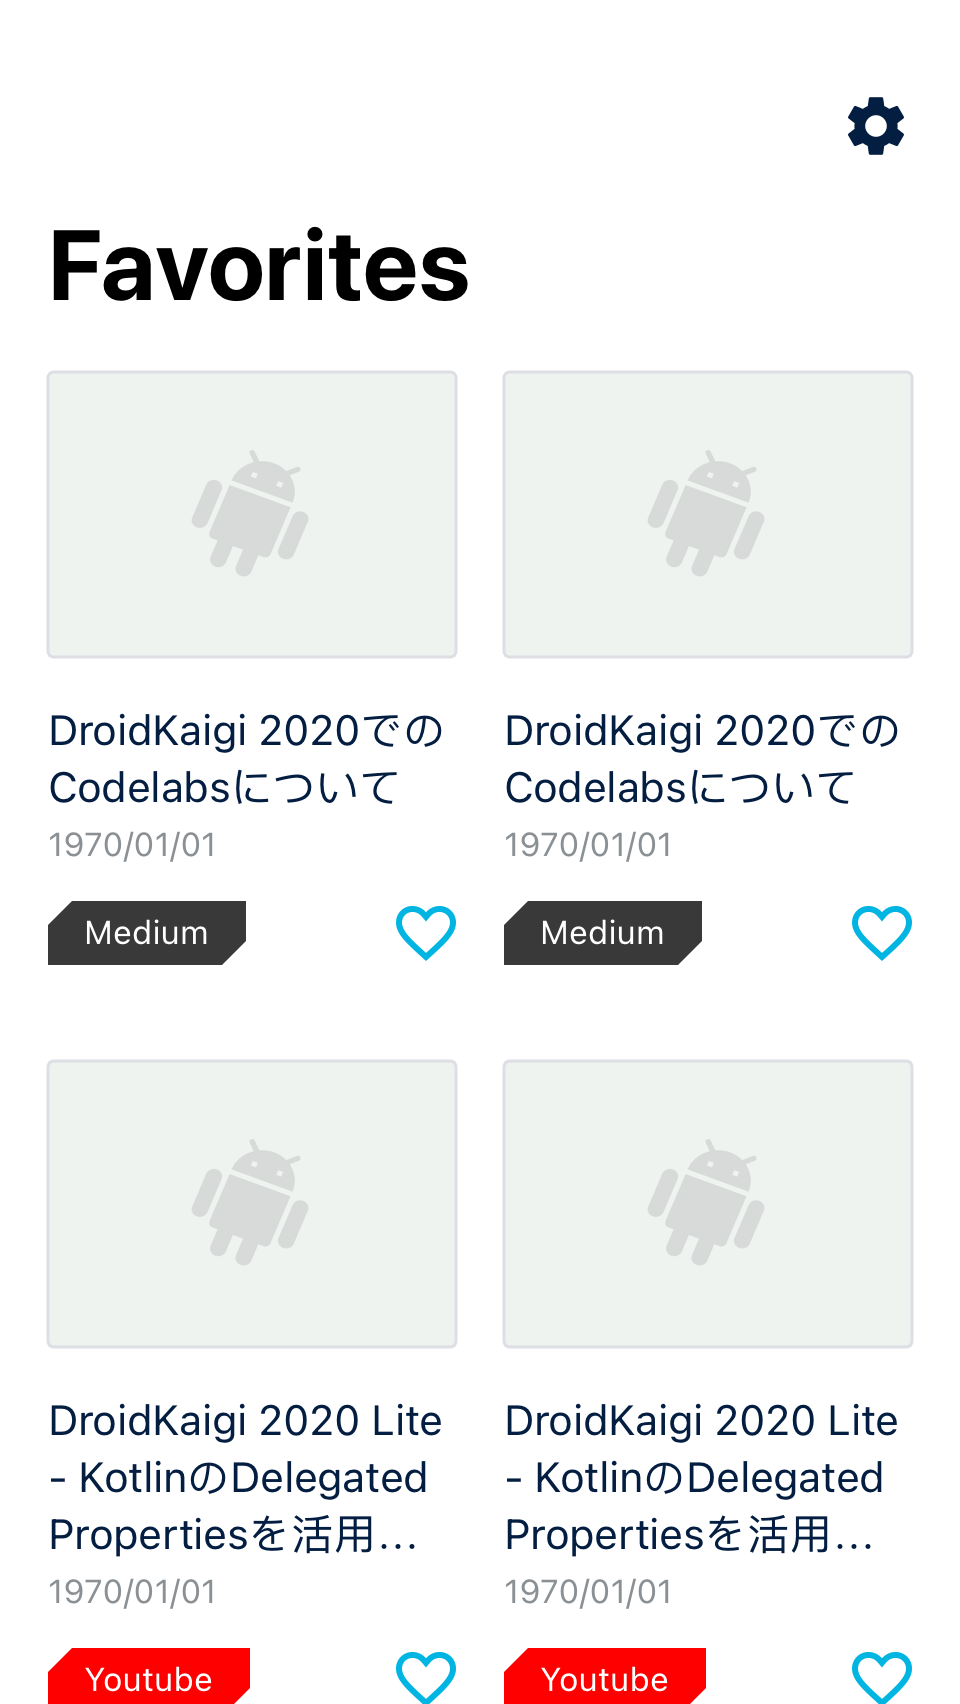 Favorites
DroidKaigi 2020での
Codelabsについて
1970/01/01
Medium
DroidKaigi 2020での
Codelabsについて
1970/01/01
Medium
DroidKaigi 2020 Lite
- KotlinのDelegated
Propertiesを活用...
1970/01/01
Youtube
DroidKaigi 2020 Lite
- KotlinのDelegated
Propertiesを活用...
1970/01/01
Youtube